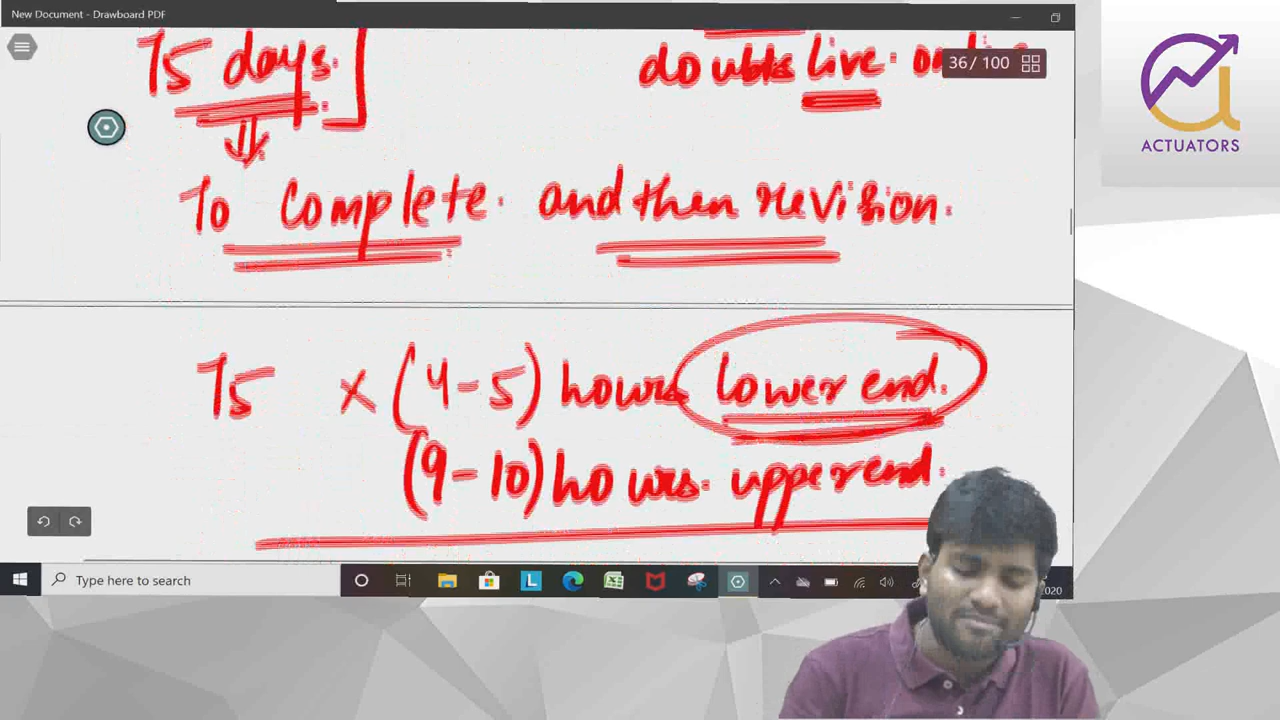 New Document - Drawboard PDF
75 days.
doubts live.
36 / 100
ACTUATORS
To complete. and then revision.
75 × (4-5) hours lower end.
(9-10) hours. upper end.
Type here to search
2020